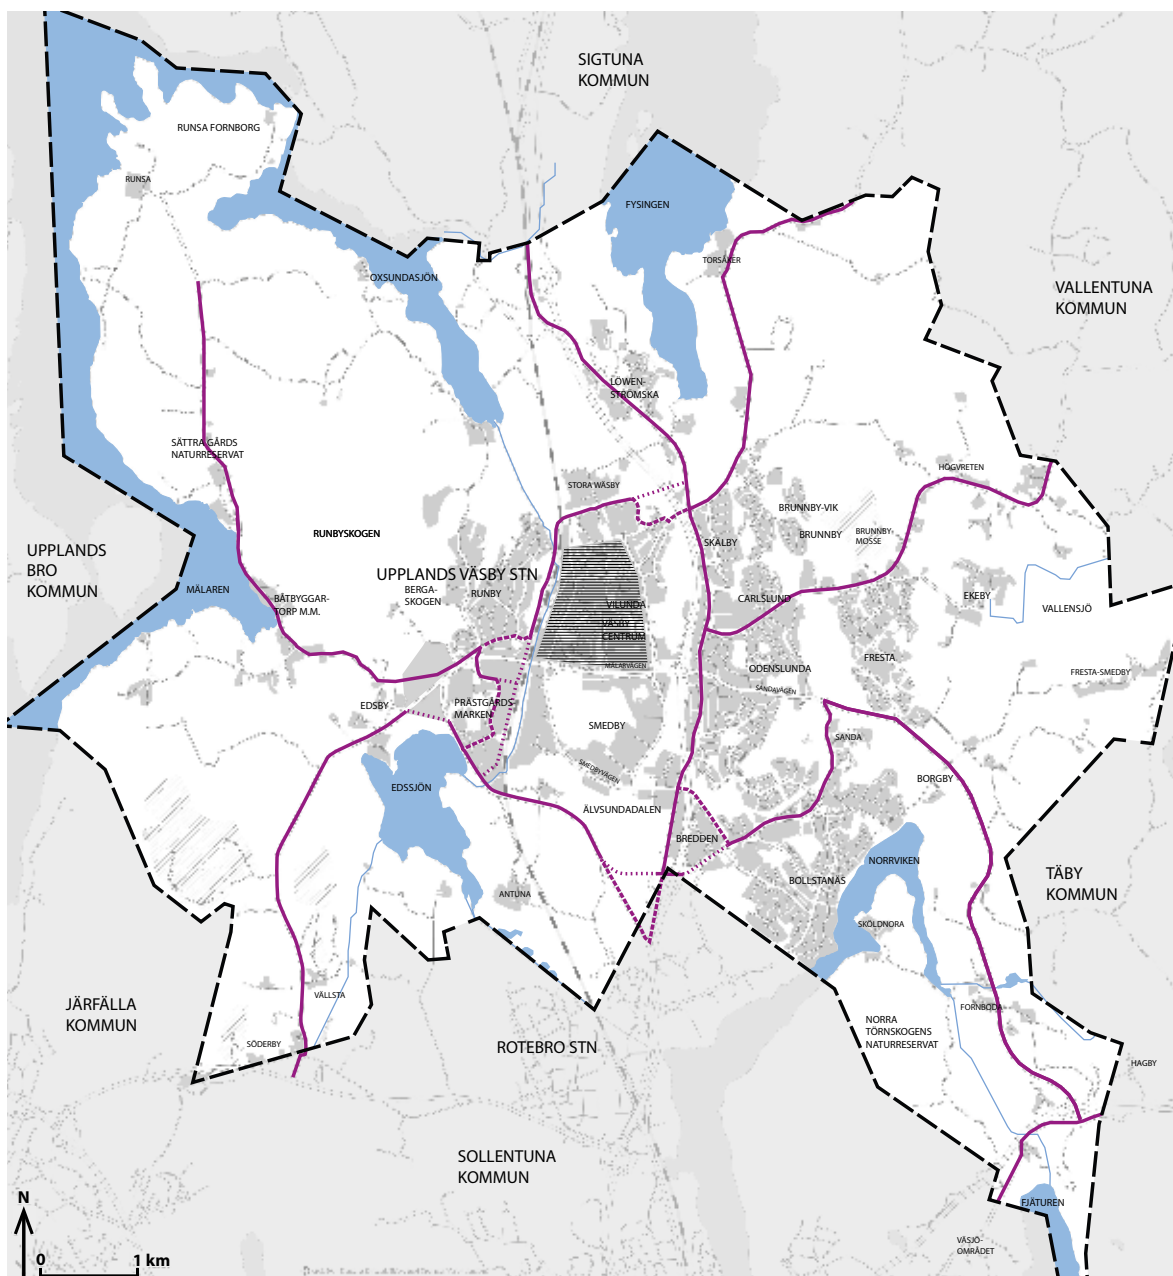 SIGTUNA
KOMMUN
RUNSA FORNBORG
RUNSA
FYSINGEN
TORSÅKER
OXSUNDASJÖN
VALLENTUNA
KOMMUN
LÖWEN-
STRÖMSKA
SÄTTRA GÅRDS
NATURRESERVAT
HÖGVRETEN
STORA WÄSBY
BRUNNBY-VIK
RUNBYSKOGEN
BRUNNBY
BRUNNBY-
MOSSE
SKÄLBY
UPPLANDS
BRO
KOMMUN
UPPLANDS VÄSBY STN
MÄLAREN
BERGA-
SKOGEN
RUNBY
BÅTBYGGAR-
TORP M.M.
VILUNDA
CARLSLUND
EKEBY
VALLENSJÖ
VÄSBY
CENTRUM
MÄLARVÄGEN
ODENSLUNDA
FRESTA
FRESTA-SMEDBY
SANDAVÄGEN
EDSBY
PRÄSTGÅRDS-
MARKEN
SMEDBY
SANDA
SMEDBYVÄGEN
BORGBY
EDSSJÖN
ÄLVSUNDADALEN
BREDDEN
NORRVIKEN
BOLLSTANÄS
ANTUNA
SKÖLDNORA
TÄBY
KOMMUN
JÄRFÄLLA
KOMMUN
VÄLLSTA
FORNBODA
SÖDERBY
ROTEBRO STN
NORRA
TÖRNSKOGENS
NATURRESERVAT
HAGBY
SOLLENTUNA
KOMMUN
FJÄTUREN
VÄSJÖ-
OMRÅDET
N
0 1 km